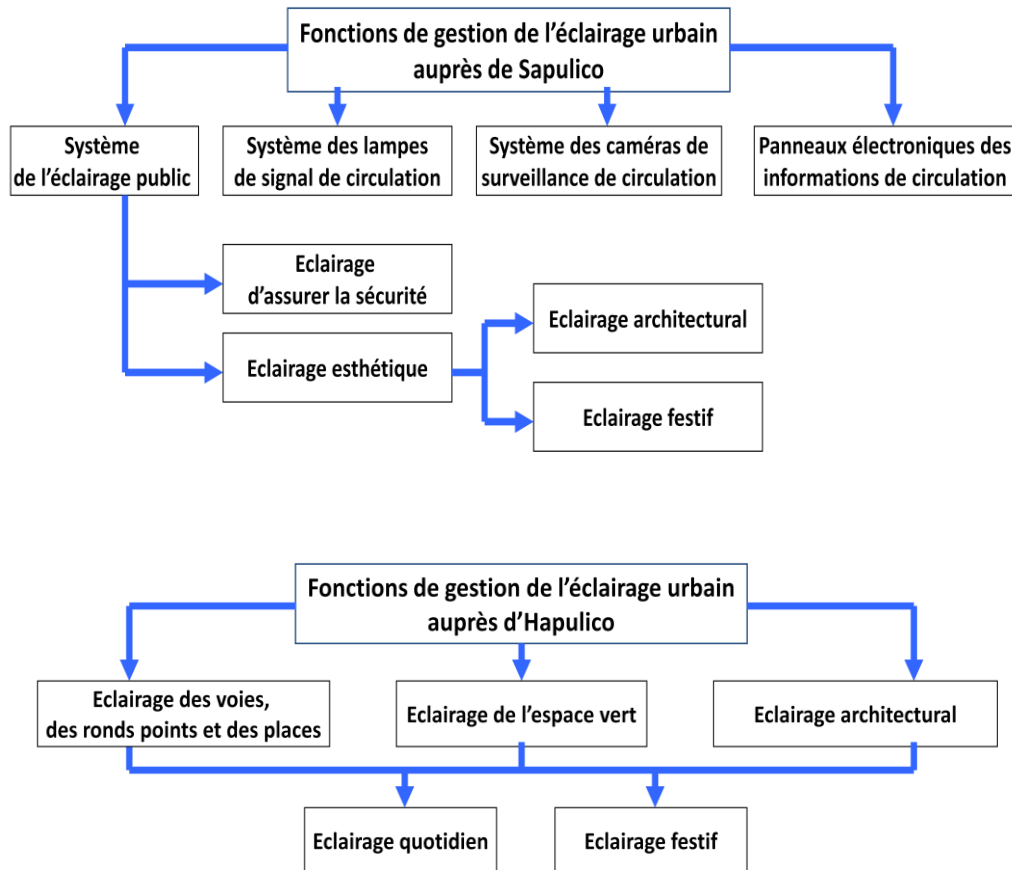 Fonctions de gestion de l’éclairage urbain
auprès de Sapulico
Système
de l’éclairage public
Système des lampes
de signal de circulation
Système des caméras de
surveillance de circulation
Panneaux électroniques des
informations de circulation
Eclairage
d’assurer la sécurité
Eclairage esthétique
Eclairage architectural
Eclairage festif
Fonctions de gestion de l’éclairage urbain
auprès d’Hapulico
Eclairage des voies,
des ronds points et des places
Eclairage de l’espace vert
Eclairage architectural
Eclairage quotidien
Eclairage festif